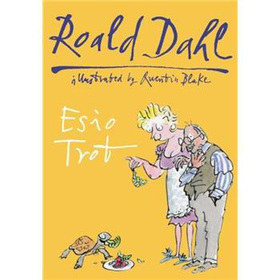 Roald Dahl
illustrated by Quentin Blake
Esio
Trot